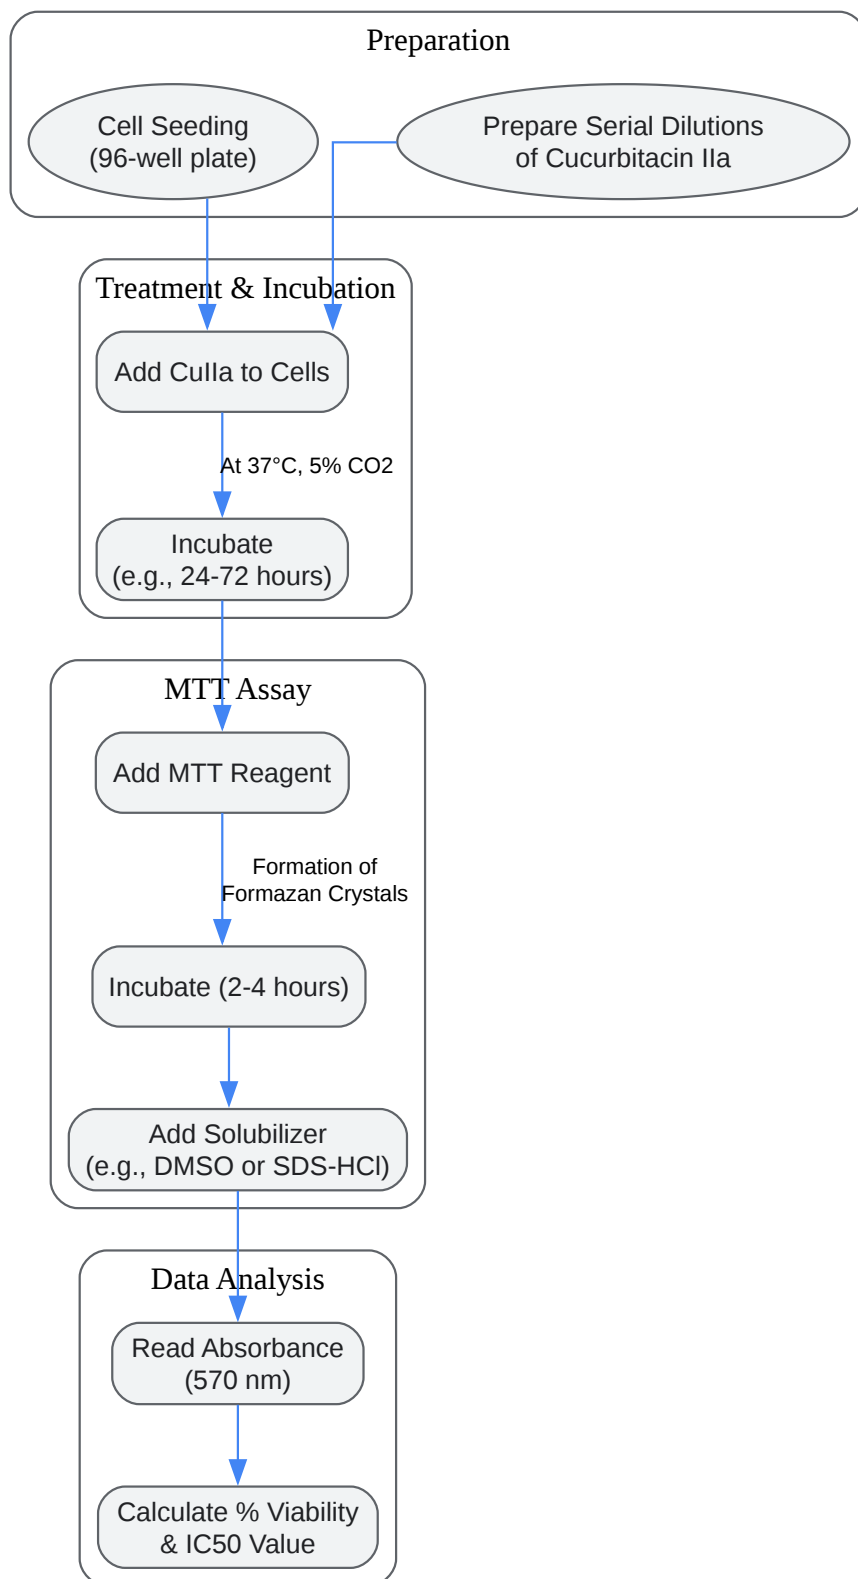 Preparation
Cell Seeding
(96-well plate)
Prepare Serial Dilutions
of Cucurbitacin IIa
Treatment & Incubation
Add CuIIa to Cells
At 37°C, 5% CO2
Incubate
(e.g., 24-72 hours)
MTT Assay
Add MTT Reagent
Formation of
Formazan Crystals
Incubate (2-4 hours)
Add Solubilizer
(e.g., DMSO or SDS-HCl)
Data Analysis
Read Absorbance
(570 nm)
Calculate % Viability
& IC50 Value